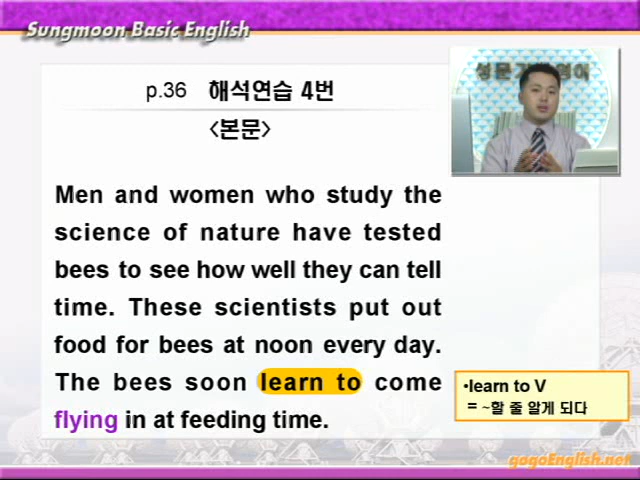 Sungmoon Basic English
p.36 해석연습 4번
<본문>
Men and women who study the
science of nature have tested
bees to see how well they can tell
time. These scientists put out
food for bees at noon every day.
The bees soon learn to come
flying in at feeding time.
•learn to V
= ~할 줄 알게 되다
gogoEnglish.net